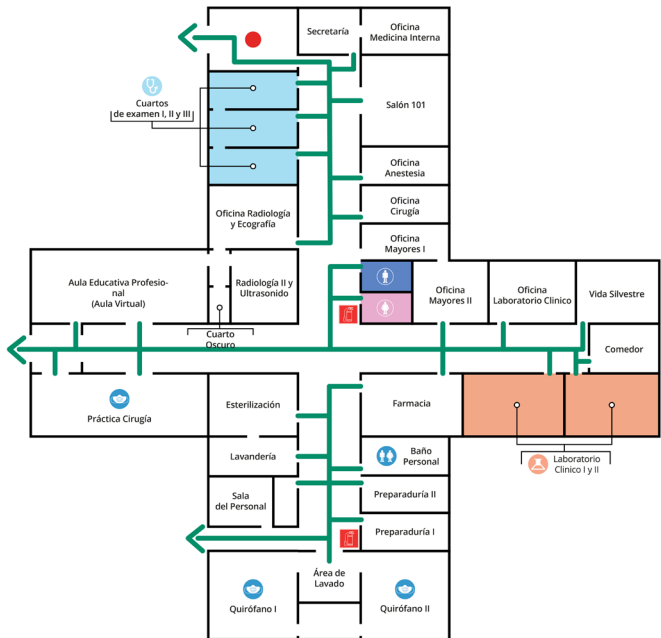 Secretaría
Oficina
Medicina Interna
Cuartos
de examen I, II y III
Salón 101
Oficina
Anestesia
Oficina
Cirugía
Oficina Radiología
y Ecografía
Oficina
Mayores I
Aula Educativa Profesio-
nal
(Aula Virtual)
Radiología II y
Ultrasonido
Oficina
Mayores II
Oficina
Laboratorio Clinico
Vida Silvestre
Cuarto
Oscuro
Comedor
Práctica Cirugía
Esterilización
Farmacia
Lavandería
Baño
Personal
Laboratorio
Clinico I y II
Sala
del Personal
Preparaduría II
Preparaduría I
Área de
Lavado
Quirófano I
Quirófano II